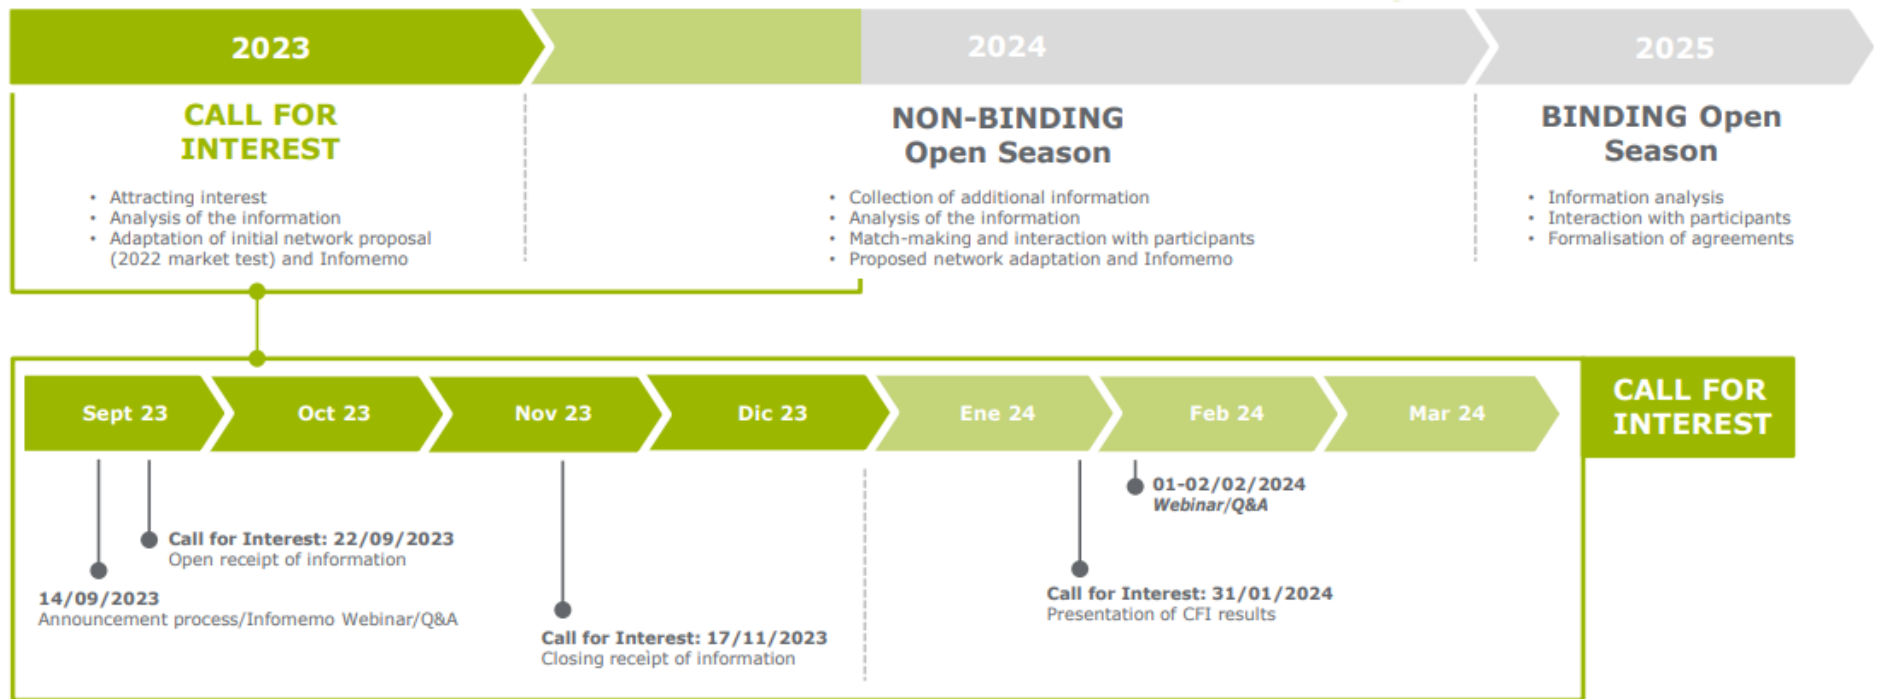 2023
2024
2025
CALL FOR
INTEREST
• Attracting interest
• Analysis of the information
• Adaptation of initial network proposal
(2022 market test) and Infomemo
NON-BINDING
Open Season
• Collection of additional information
• Analysis of the information
• Match-making and interaction with participants
• Proposed network adaptation and Infomemo
BINDING Open
Season
• Information analysis
• Interaction with participants
• Formalisation of agreements
CALL FOR
INTEREST
Sept 23
Oct 23
Nov 23
Dic 23
Ene 24
Feb 24
Mar 24
14/09/2023
Announcement process/Infomemo Webinar/Q&A
Call for Interest: 22/09/2023
Open receipt of information
Call for Interest: 17/11/2023
Closing receipt of information
Call for Interest: 31/01/2024
Presentation of CFI results
01-02/02/2024
Webinar/Q&A